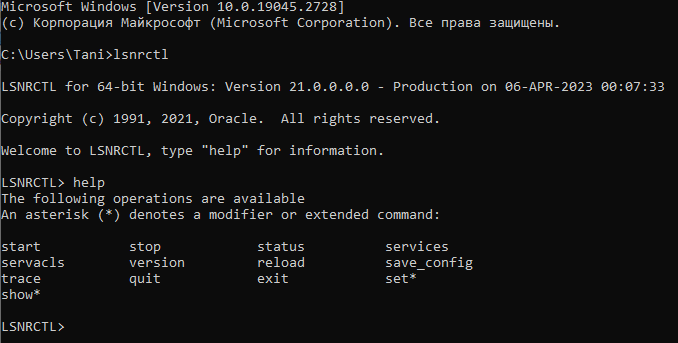 Microsoft Windows [Version 10.0.19045.2728]
(c) Корпорация Майкрософт (Microsoft Corporation). Все права защищены.
C:\Users\Tani>lsnrctl
LSNRCTL for 64-bit Windows: Version 21.0.0.0.0 - Production on 06-APR-2023 00:07:33
Copyright (c) 1991, 2021, Oracle.  All rights reserved.
Welcome to LSNRCTL, type "help" for information.
LSNRCTL> help
The following operations are available
An asterisk (*) denotes a modifier or extended command:
start           stop            status          services
servacls        version         reload          save_config
trace           quit            exit            set*
show*
LSNRCTL>